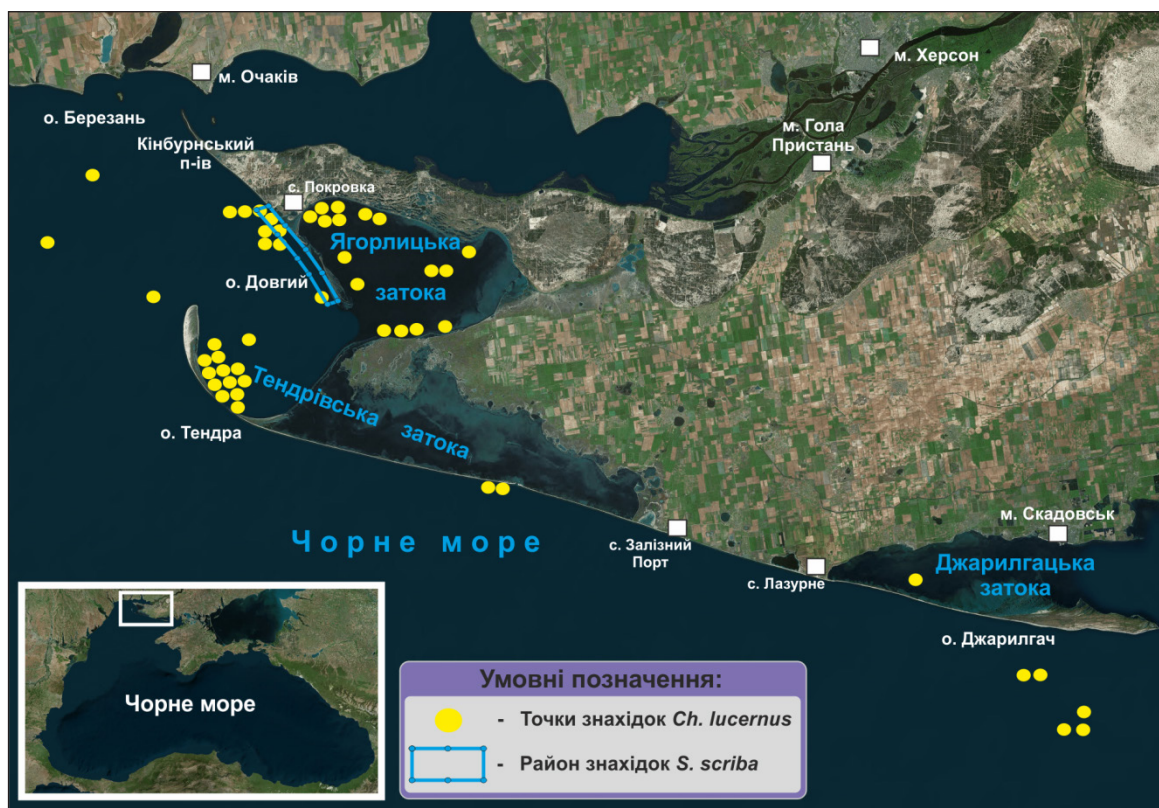 м. Очаків
м. Херсон
о. Березань
Кінбурнський
п-ів
м. Гола
Пристань
с. Покровка
Ягорлицька
затока
о. Довгий
Тендрівська затока
о. Тендра
Чорне море
с. Залізний
Порт
с. Лазурне
м. Скадовськ
Джарилгацька
затока
о. Джарилгач
Чорне море
Умовні позначення:
- Точки знахідок Ch. lucernus
- Район знахідок S. scriba